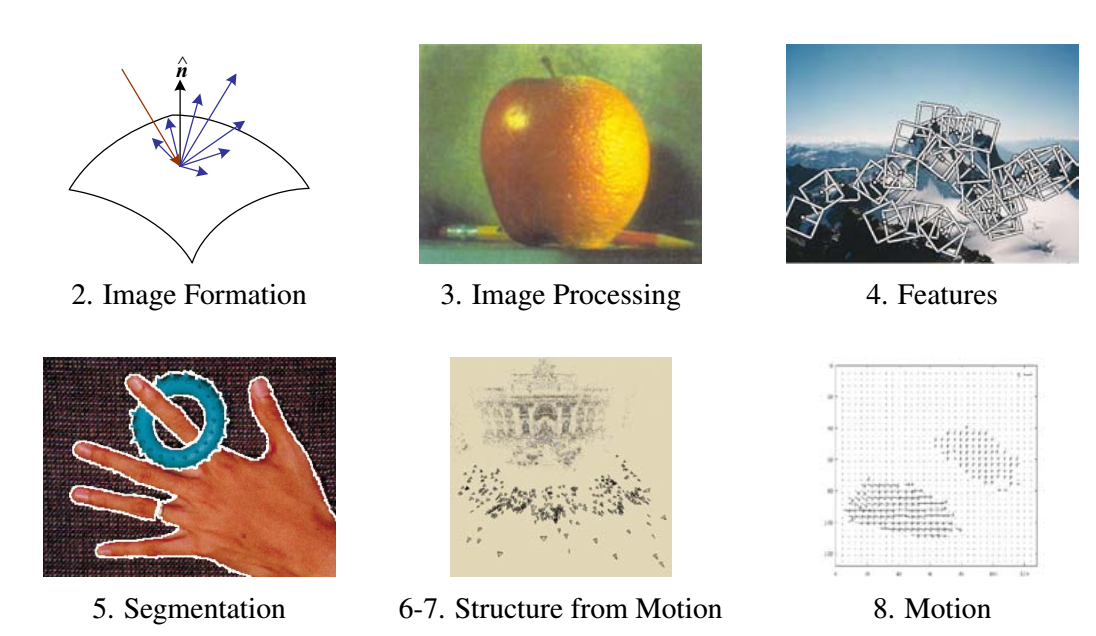 n̂
2. Image Formation
3. Image Processing
4. Features
5. Segmentation
6-7. Structure from Motion
8. Motion